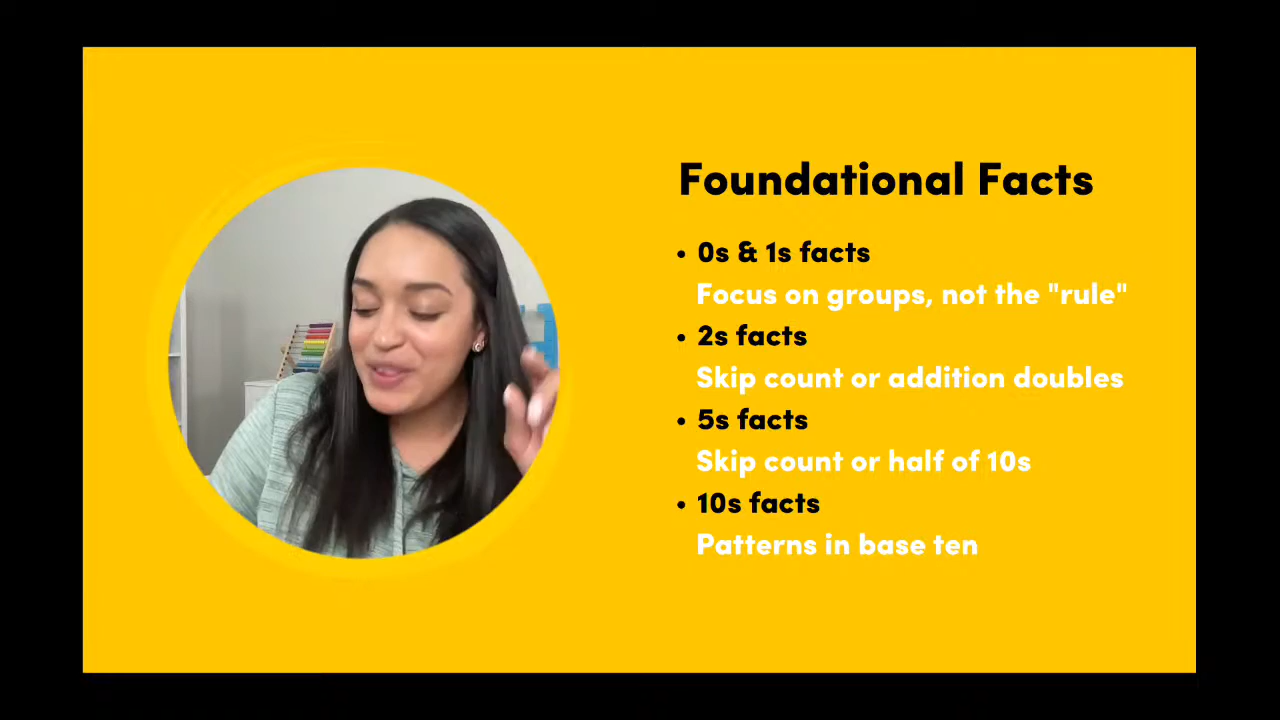 Foundational Facts
• 0s & 1s facts
Focus on groups, not the "rule"
• 2s facts
Skip count or addition doubles
• 5s facts
Skip count or half of 10s
• 10s facts
Patterns in base ten